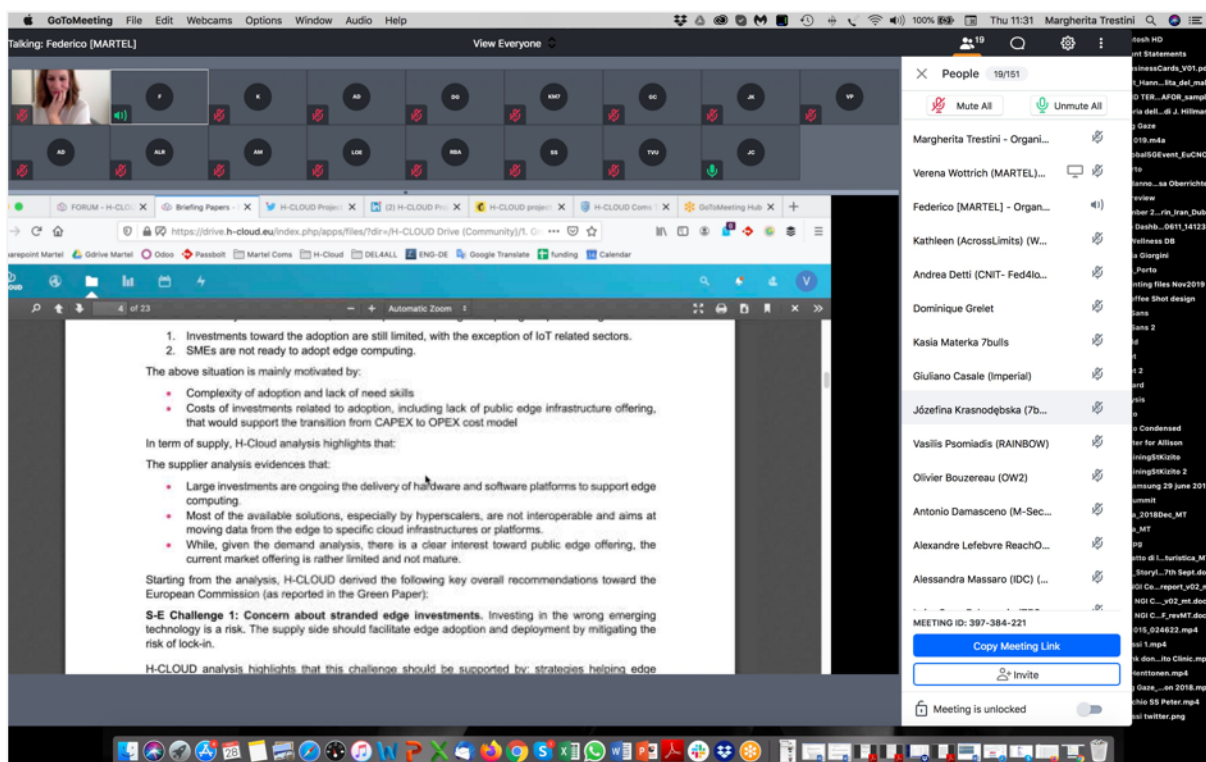 GoToMeeting File Edit Webcams Options Window Audio Help 100% Thu 11:31 Margherita Trestini
Talking: Federico [MARTEL]
View Everyone
19
F K AD KM7 GC JK VP
AD ALR AM LOE SS TVU JC
People 19/151
Mute All Unmute All
Margherita Trestini - Organi...
Verena Wottrich (MARTEL)...
Federico [MARTEL] - Organ...
Kathleen (AcrossLimits) (W...
Andrea Detti (CNIT- Fed4Io...
Dominique Grelet
Kasia Materka 7bulls
Giuliano Casale (Imperial)
Józefina Krasnodębska (7b...
Vasilis Psomiadis (RAINBOW)
Olivier Bouzereau (OW2)
Antonio Damasceno (M-Sec...
Alexandre Lefebvre ReachO...
Alessandra Massaro (IDC) (...
MEETING ID: 397-384-221
Copy Meeting Link
Invite
Meeting is unlocked
FORUM - H-CLO Briefing Papers - H-CLOUD Project (2) H-CLOUD H-CLOUD project H-CLOUD Coms GoToMeeting Hub
https://drive.h-cloud.eu/index.php/apps/files/?dir=/H-CLOUD Drive (Community)/1. G
Sharepoint Martel Gdrive Martel Odoo Passbolt Martel Coms H-Cloud DEL4ALL ENG-DE Google Translate funding Calendar
4 of 23 Automatic Zoom
1. Investments toward the adoption are still limited, with the exception of IoT related sectors.
2. SMEs are not ready to adopt edge computing.
The above situation is mainly motivated by:
• Complexity of adoption and lack of need skills
• Costs of investments related to adoption, including lack of public edge infrastructure offering,
that would support the transition from CAPEX to OPEX cost model
In term of supply, H-Cloud analysis highlights that:
The supplier analysis evidences that:
• Large investments are ongoing the delivery of hardware and software platforms to support edge
computing.
• Most of the available solutions, especially by hyperscalers, are not interoperable and aims at
moving data from the edge to specific cloud infrastructures or platforms.
• While, given the demand analysis, there is a clear interest toward public edge offering, the
current market offering is rather limited and not mature.
Starting from the analysis, H-CLOUD derived the following key overall recommendations toward the
European Commission (as reported in the Green Paper):
S-E Challenge 1: Concern about stranded edge investments. Investing in the wrong emerging
technology is a risk. The supply side should facilitate edge adoption and deployment by mitigating the
risk of lock-in.
H-CLOUD analysis highlights that this challenge should be supported by: strategies helping edge